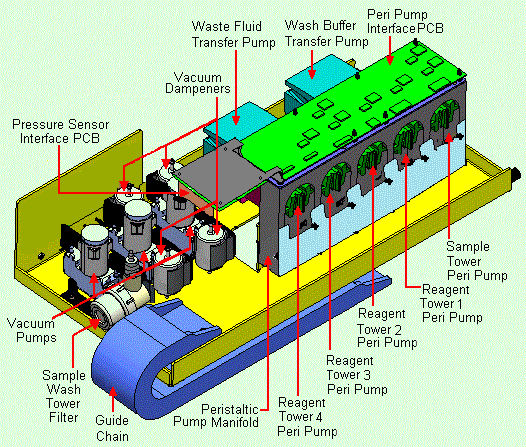 Waste Fluid
Transfer Pump
Wash Buffer
Transfer Pump
Peri Pump
Interface PCB
Vacuum
Dampeners
Pressure Sensor
Interface PCB
Sample
Tower
Peri Pump
Reagent
Tower 1
Peri Pump
Reagent
Tower 2
Peri Pump
Reagent
Tower 3
Peri Pump
Reagent
Tower 4
Peri Pump
Peristaltic
Pump Manifold
Vacuum
Pumps
Sample
Wash
Tower
Filter
Guide
Chain